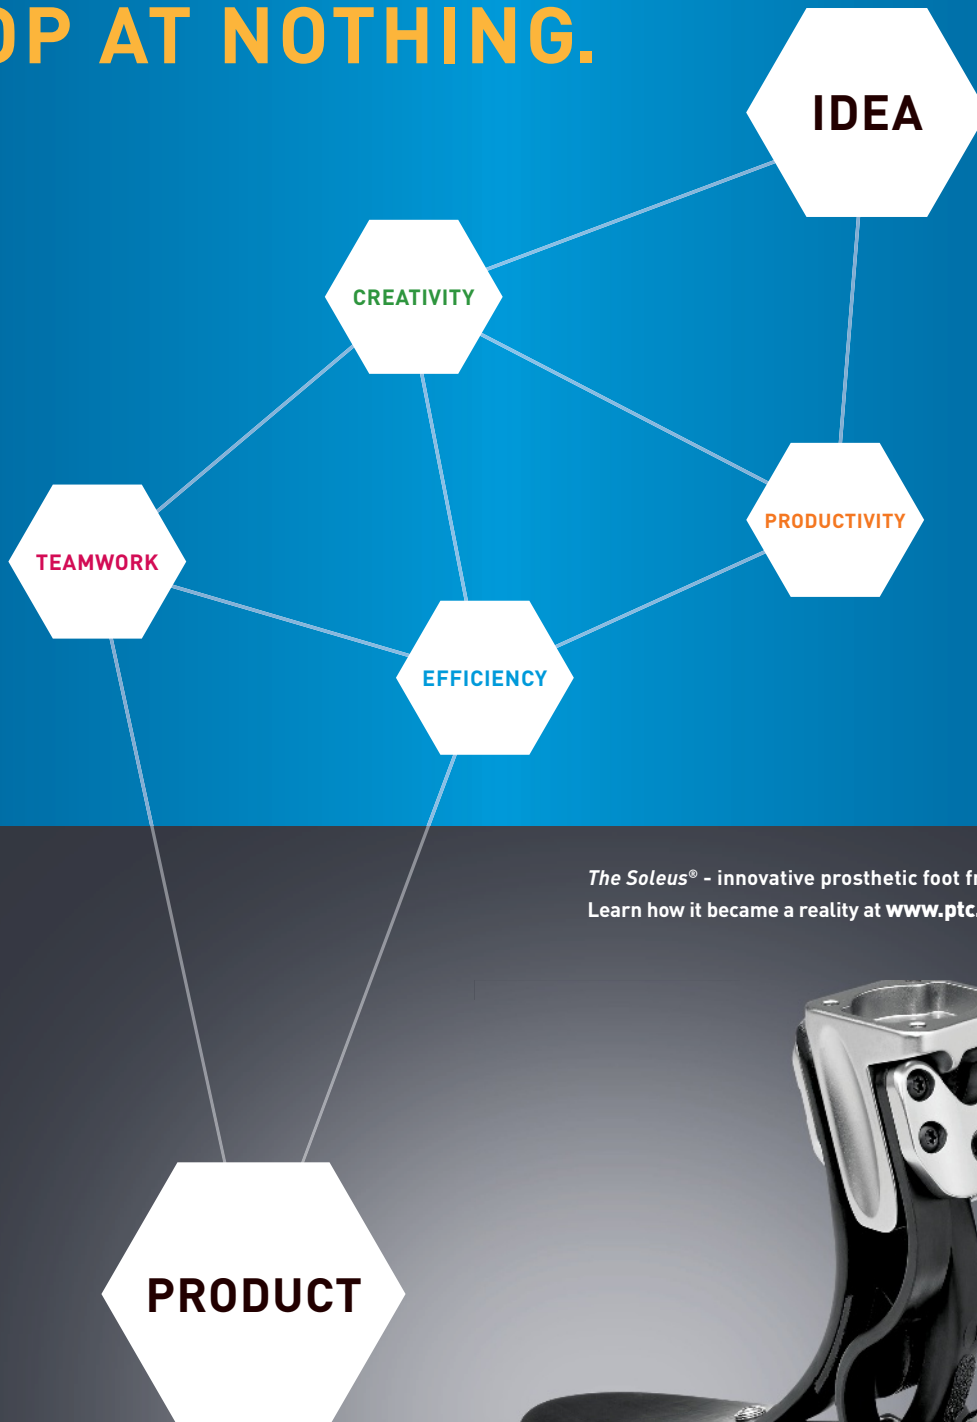 OP AT NOTHING.
IDEA
CREATIVITY
PRODUCTIVITY
TEAMWORK
EFFICIENCY
The Soleus® - innovative prosthetic foot fr
Learn how it became a reality at www.ptc.
PRODUCT